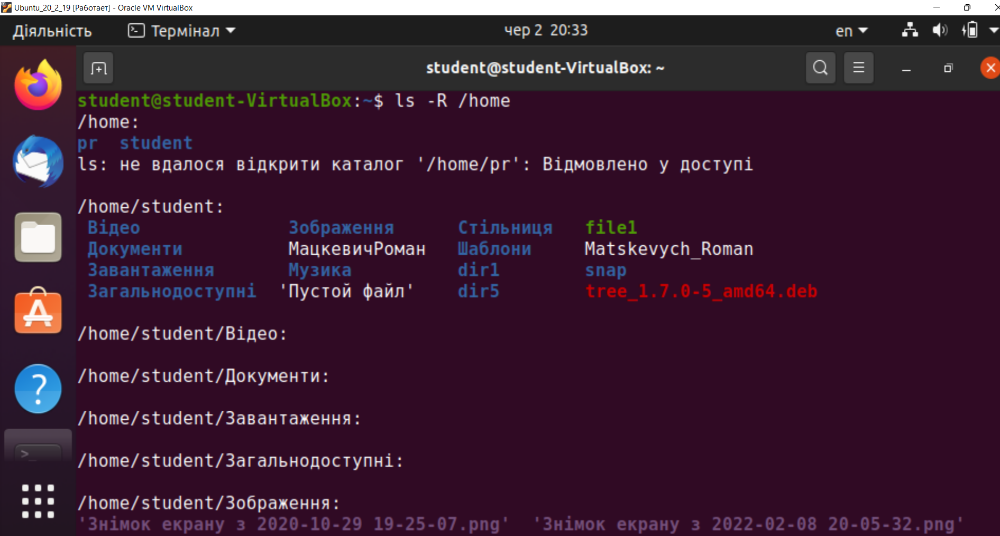 Ubuntu_20_2_19 [Работает] - Oracle VM VirtualBox
Діяльність Термінал чер 2 20:33 en
student@student-VirtualBox: ~
student@student-VirtualBox:~$ ls -R /home
/home:
pr student
ls: не вдалося відкрити каталог '/home/pr': Відмовлено у доступі
/home/student:
Відео Зображення Стільниця file1
Документи МацкевичРоман Шаблони Matskevych_Roman
Завантаження Музика dir1 snap
Загальнодоступні 'Пустой файл' dir5 tree_1.7.0-5_amd64.deb
/home/student/Відео:
/home/student/Документи:
/home/student/Завантаження:
/home/student/Загальнодоступні:
/home/student/Зображення:
'Знімок екрану з 2020-10-29 19-25-07.png' 'Знімок екрану з 2022-02-08 20-05-32.png'